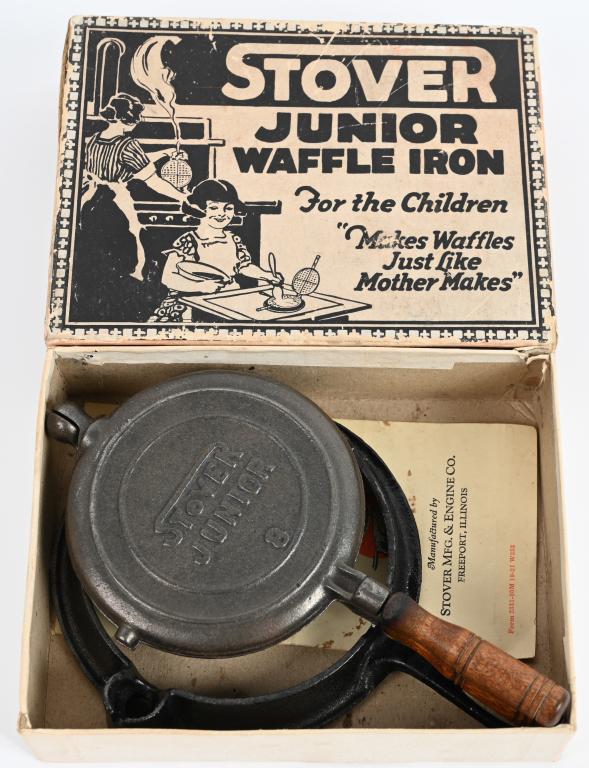 STOVER
JUNIOR
WAFFLE IRON
For the Children
"Makes Waffles
Just Like
Mother Makes"
STOVER
JUNIOR
8
Manufactured by
STOVER MFG. & ENGINE CO.
FREEPORT, ILLINOIS